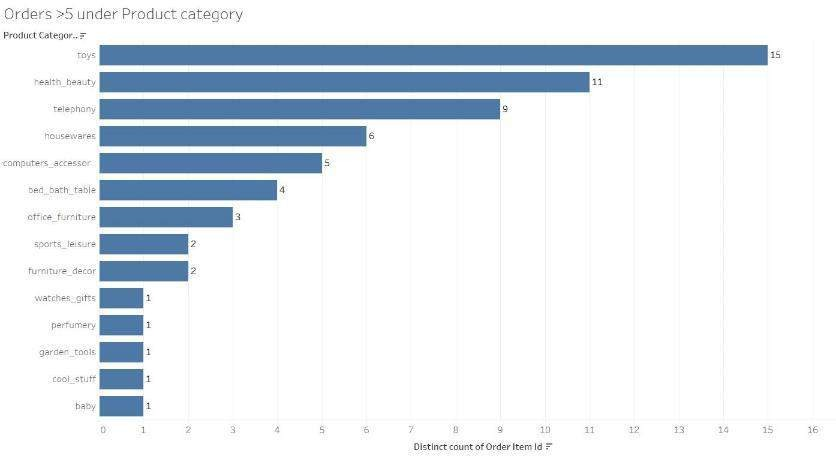 Orders >5 under Product category
Product Categor..
toys 15
health_beauty 11
telephony 9
housewares 6
computers_accessor.. 5
bed_bath_table 4
office_furniture 3
sports_leisure 2
furniture_decor 2
watches_gifts 1
perfumery 1
garden_tools 1
cool_stuff 1
baby 1
0 1 2 3 4 5 6 7 8 9 10 11 12 13 14 15 16
Distinct count of Order Item Id